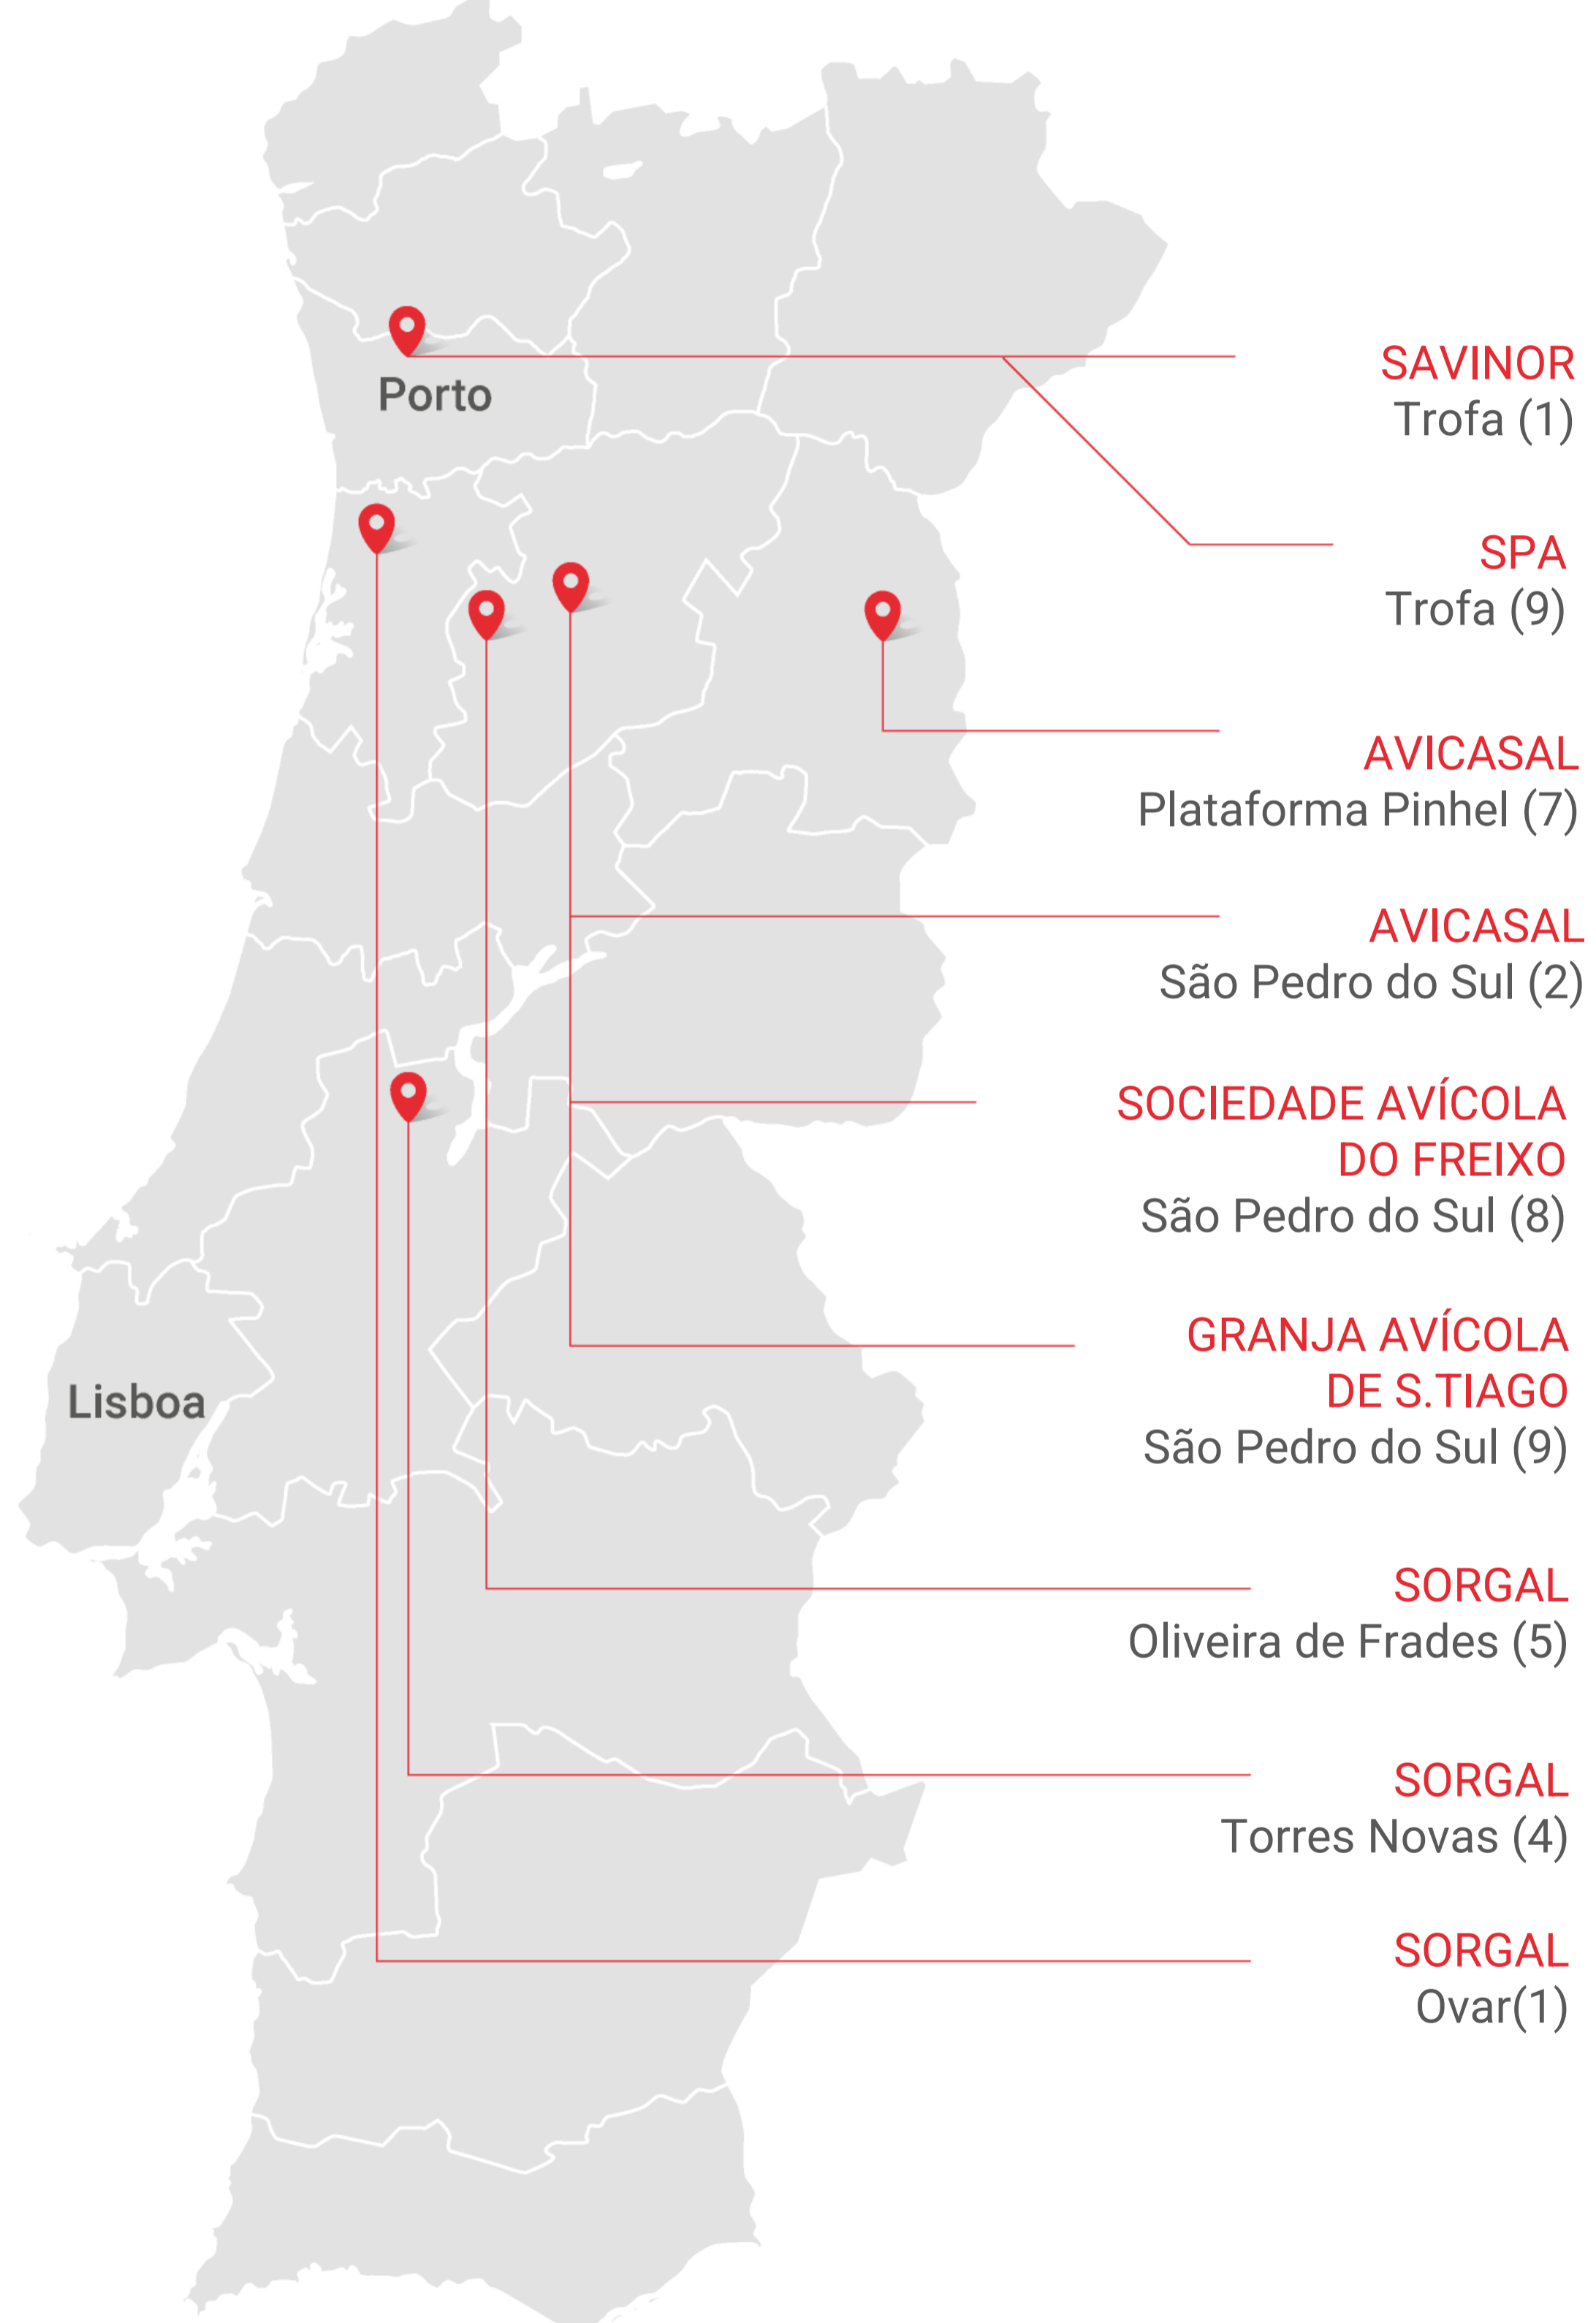 Porto
Lisboa
SAVINOR
Trofa (1)
SPA
Trofa (9)
AVICASAL
Plataforma Pinhel (7)
AVICASAL
São Pedro do Sul (2)
SOCIEDADE AVÍCOLA
DO FREIXO
São Pedro do Sul (8)
GRANJA AVÍCOLA
DE S.TIAGO
São Pedro do Sul (9)
SORGAL
Oliveira de Frades (5)
SORGAL
Torres Novas (4)
SORGAL
Ovar(1)